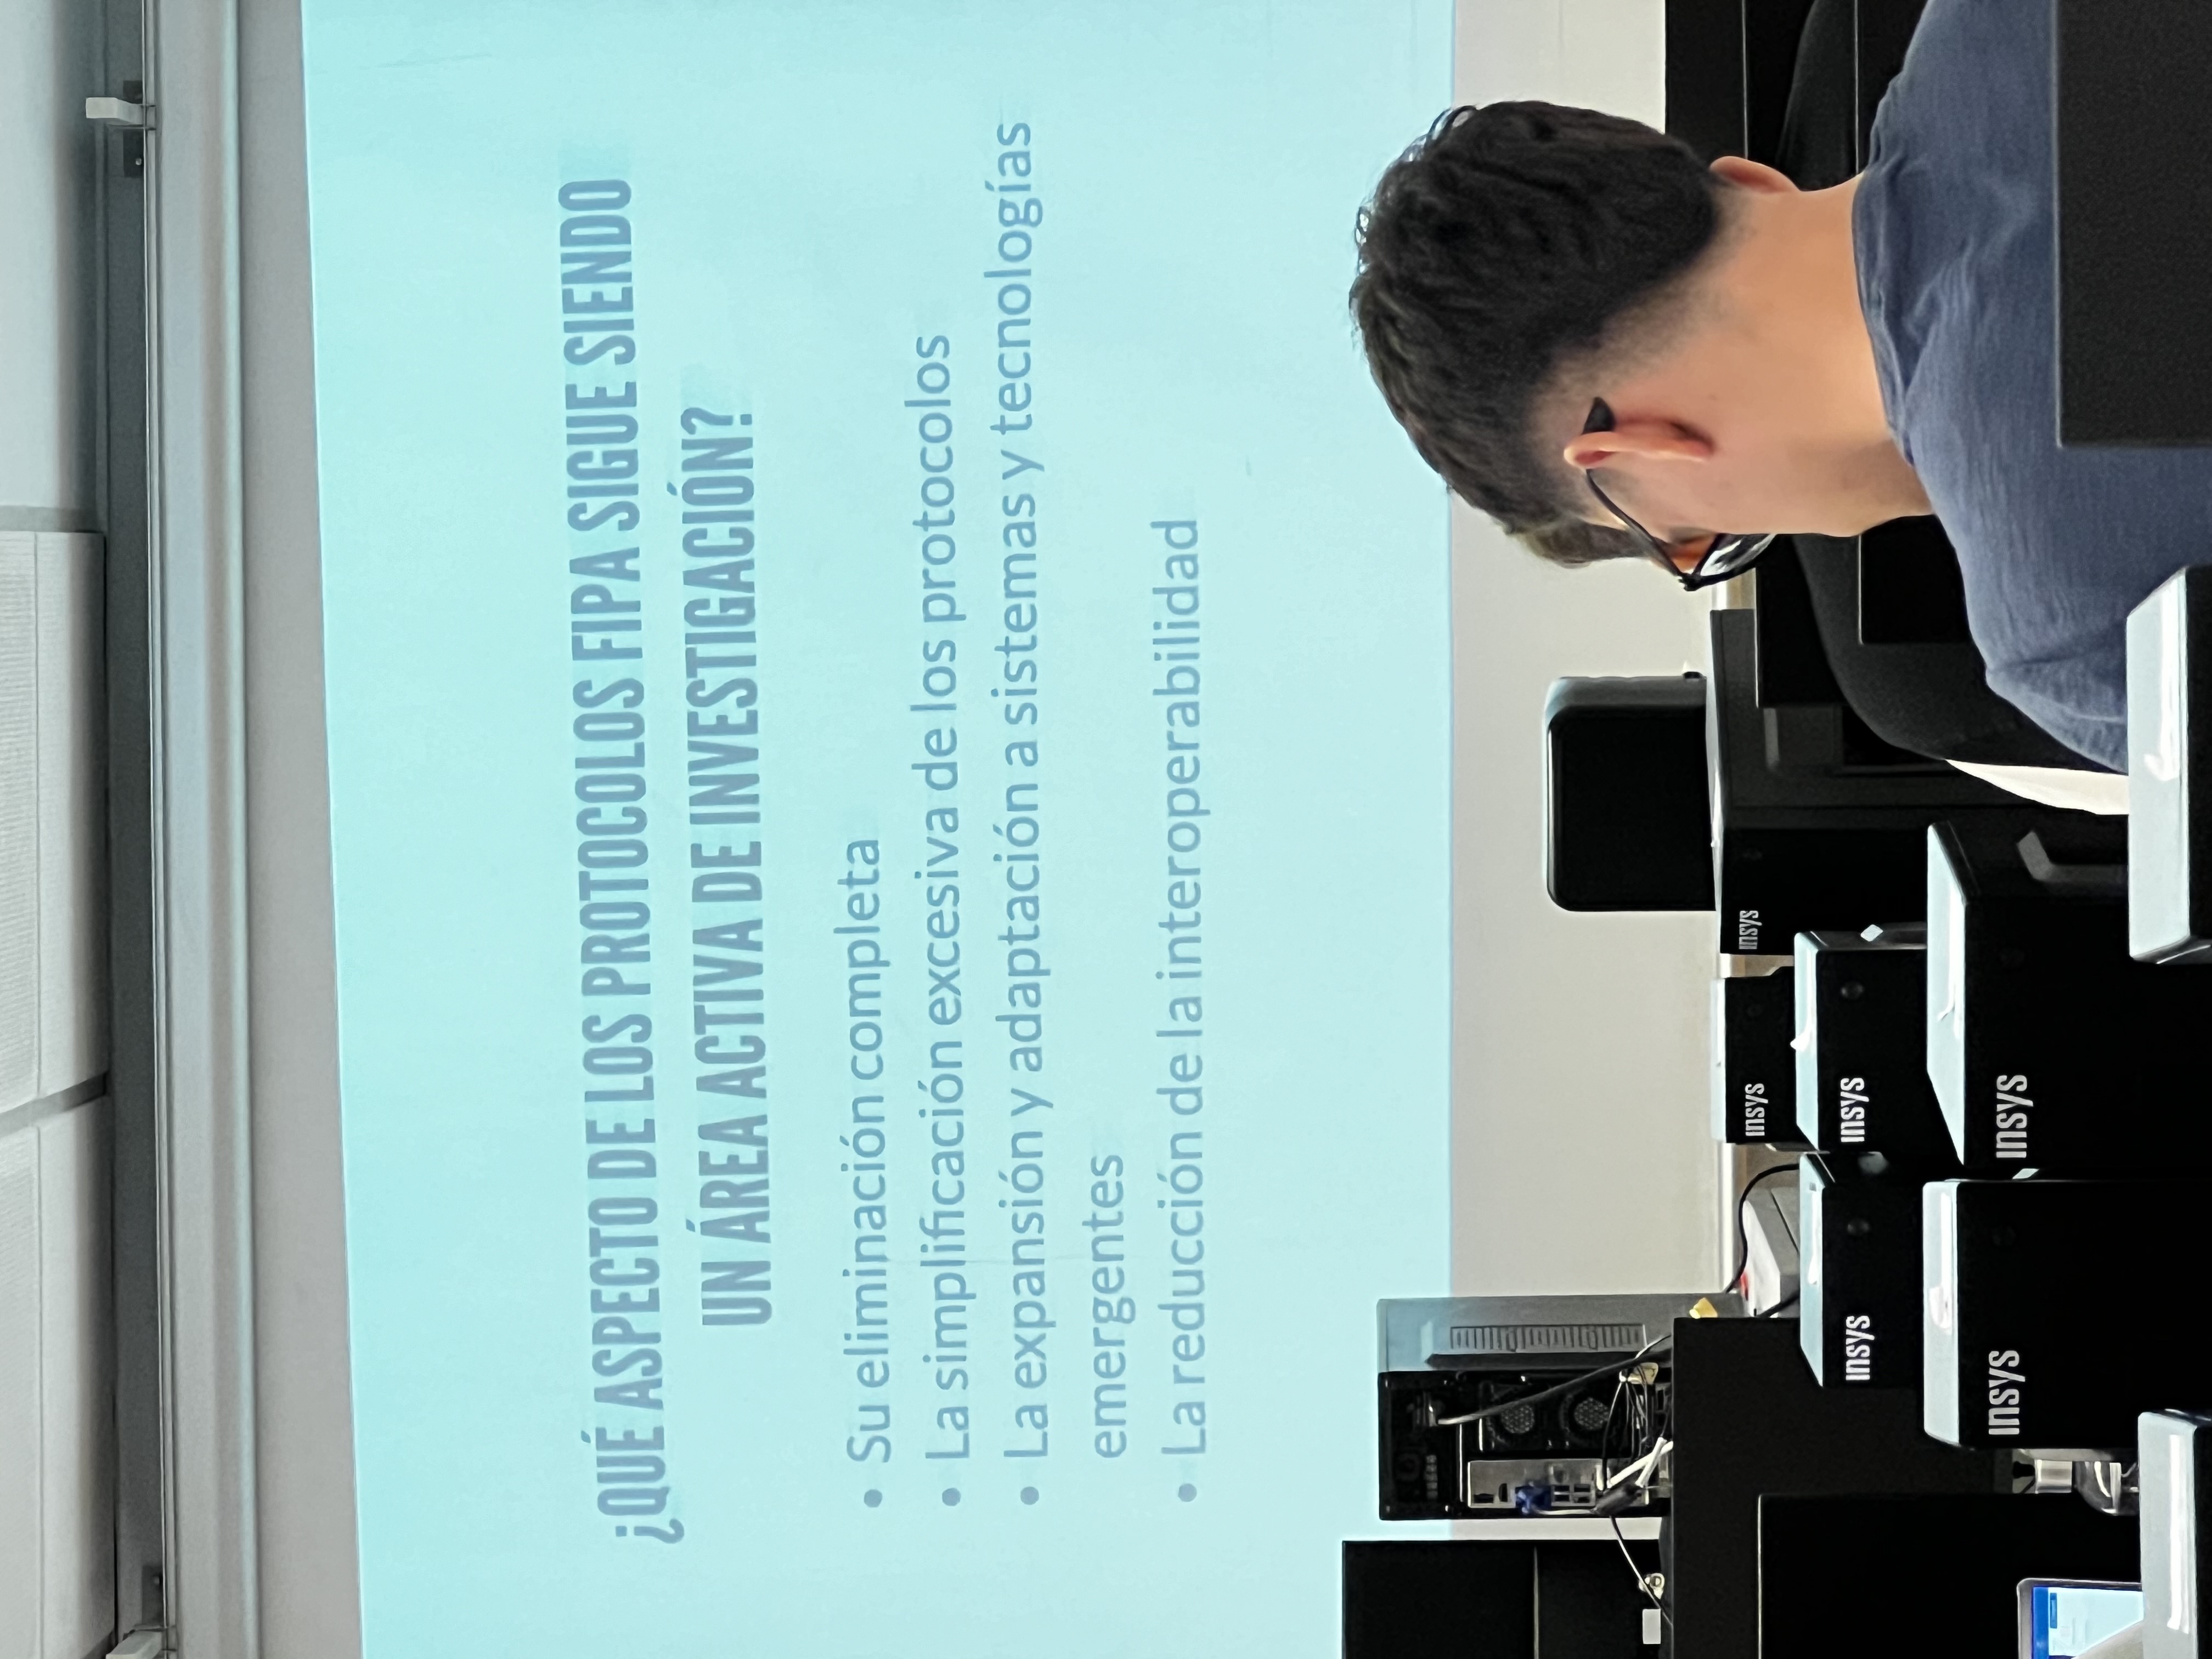 ¿QUÉ ASPECTO DE LOS PROTOCOLOS FIPA SIGUE SIENDO
UN ÁREA ACTIVA DE INVESTIGACIÓN?
• Su eliminación completa
• La simplificación excesiva de los protocolos
• La expansión y adaptación a sistemas y tecnologías
emergentes
• La reducción de la interoperabilidad
insys
insys
insys
insys
insys
insys